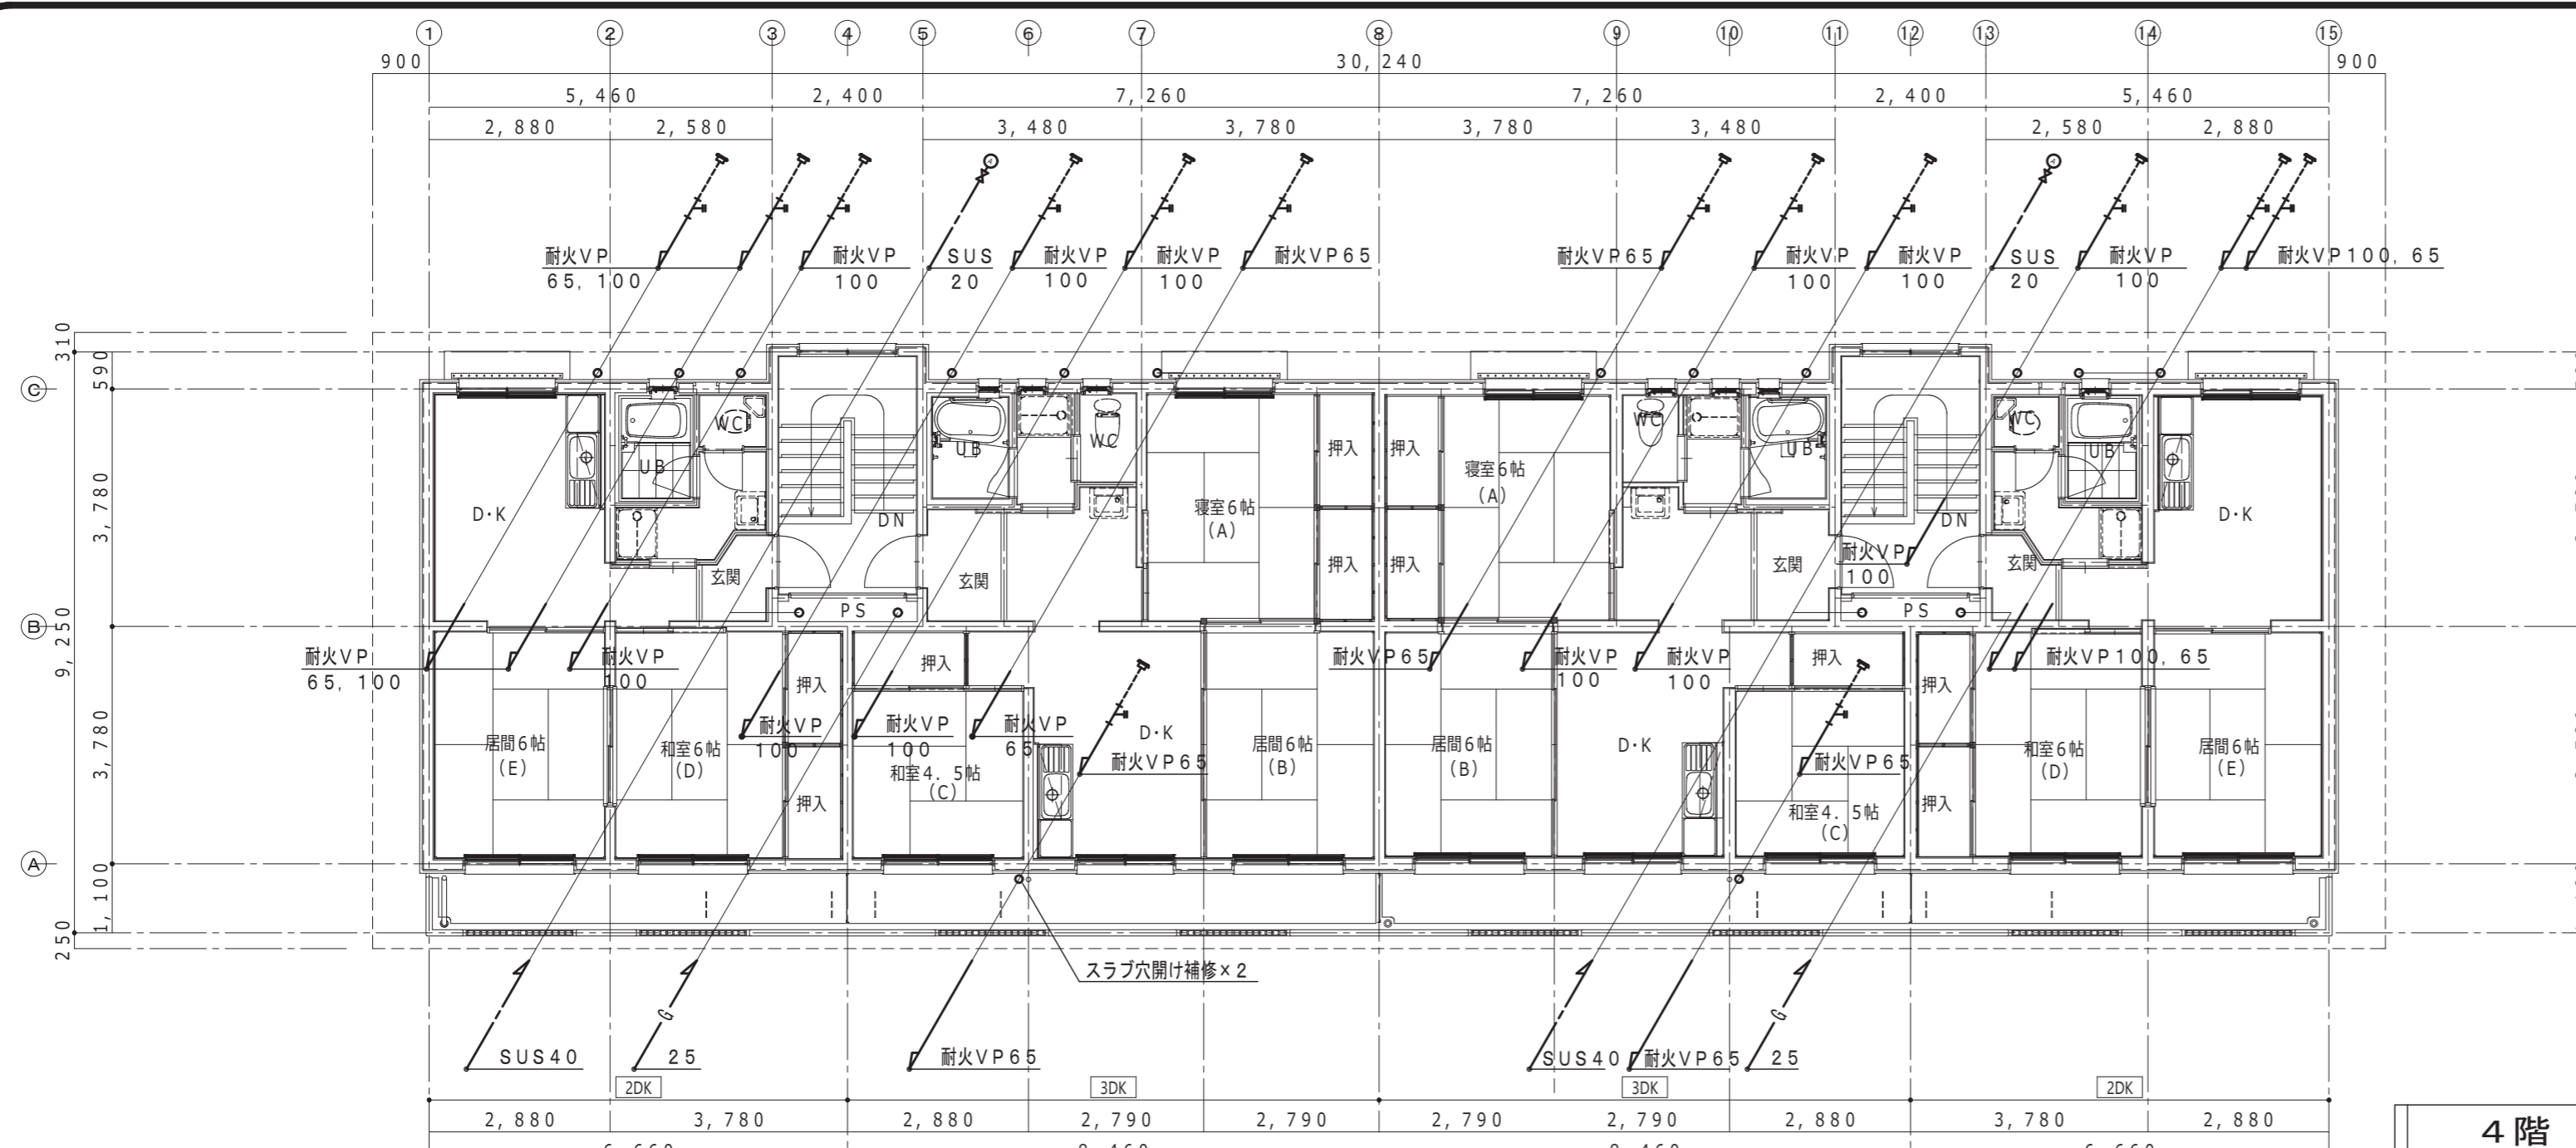 ① ② ③ ④ ⑤ ⑥ ⑦ ⑧ ⑨ ⑩ ⑪ ⑫ ⑬ ⑭ ⑮
900 30,240 900
5,460 2,400 7,260 7,260 2,400 5,460
2,880 2,580 3,480 3,780 3,780 3,480 2,580 2,880
耐火VP
65, 100
耐火VP
100
SUS
20
耐火VP
100
耐火VP
100
耐火VP65
耐火VP65
耐火VP
100
耐火VP
100
SUS
20
耐火VP
100
耐火VP100, 65
310
590
Ⓒ
3,780
9,250
Ⓑ
3,780
Ⓐ
1,100
250
D・K
UB
WC
玄関
DN
PS
UB
WC
玄関
寝室6帖
(A)
押入
押入
押入
押入
寝室6帖
(A)
WC
UB
玄関
DN
耐火VP
100
PS
WC
UB
玄関
D・K
耐火VP
65, 100
耐火VP
100
耐火VP65
耐火VP
100
耐火VP
100
耐火VP100, 65
居間6帖
(E)
和室6帖
(D)
押入
押入
耐火VP
100
押入
耐火VP
100
和室4.5帖
(C)
耐火VP
65
D・K
耐火VP65
居間6帖
(B)
居間6帖
(B)
D・K
押入
耐火VP65
和室4.5帖
(C)
押入
押入
和室6帖
(D)
居間6帖
(E)
スラブ穴開け補修×2
G
G
SUS40
25
耐火VP65
SUS40
耐火VP65
25
2DK 3DK 3DK 2DK
2,880 3,780 2,880 2,790 2,790 2,790 2,790 2,880 3,780 2,880
4階